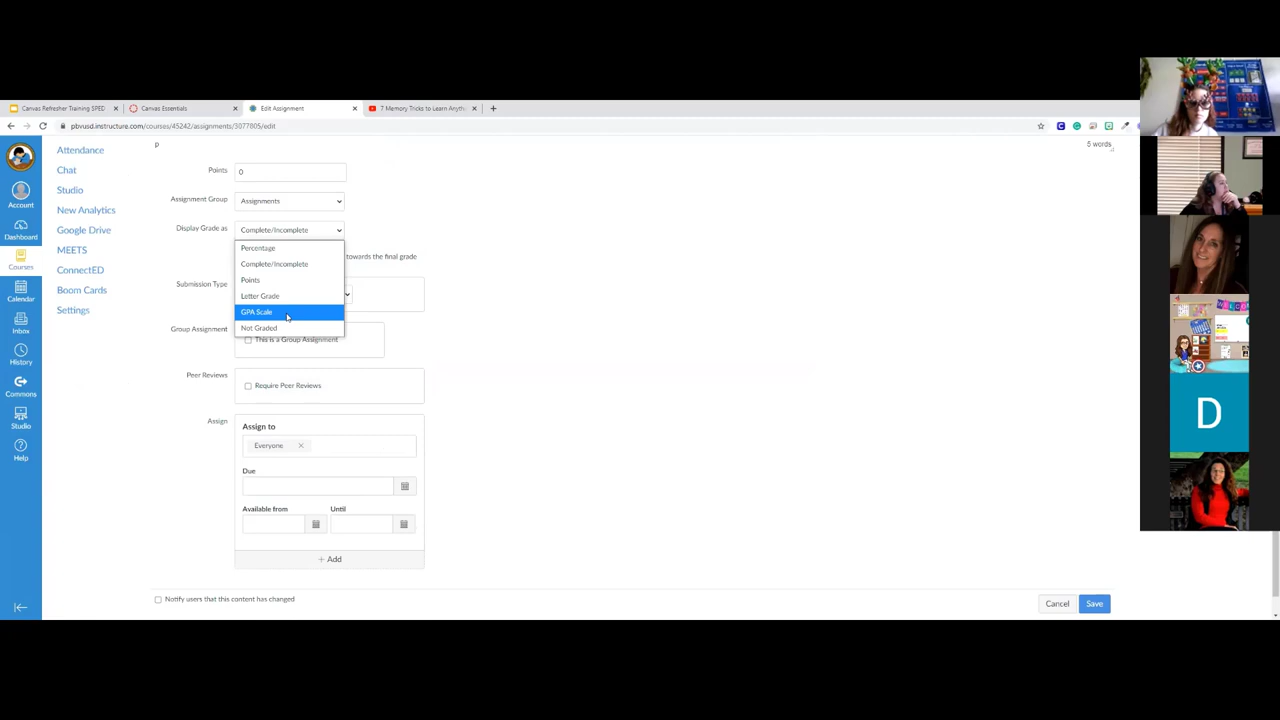 Canvas Refresher Training SPED
Canvas Essentials
Edit Assignment
7 Memory Tricks to Learn Anyth
pbvusd.instructure.com/courses/45242/assignments/3077805/edit
Account
Dashboard
Courses
Calendar
Inbox
History
Commons
Studio
Help
Attendance
Chat
Studio
New Analytics
Google Drive
MEETS
ConnectED
Boom Cards
Settings
p
5 words
Points 0
Assignment Group Assignments
Display Grade as Complete/Incomplete
Percentage
Complete/Incomplete
Points
Letter Grade
GPA Scale
Not Graded
towards the final grade
Submission Type
Group Assignment
This is a Group Assignment
Peer Reviews
Require Peer Reviews
Assign
Assign to
Everyone
Due
Available from Until
+ Add
Notify users that this content has changed
Cancel Save
D